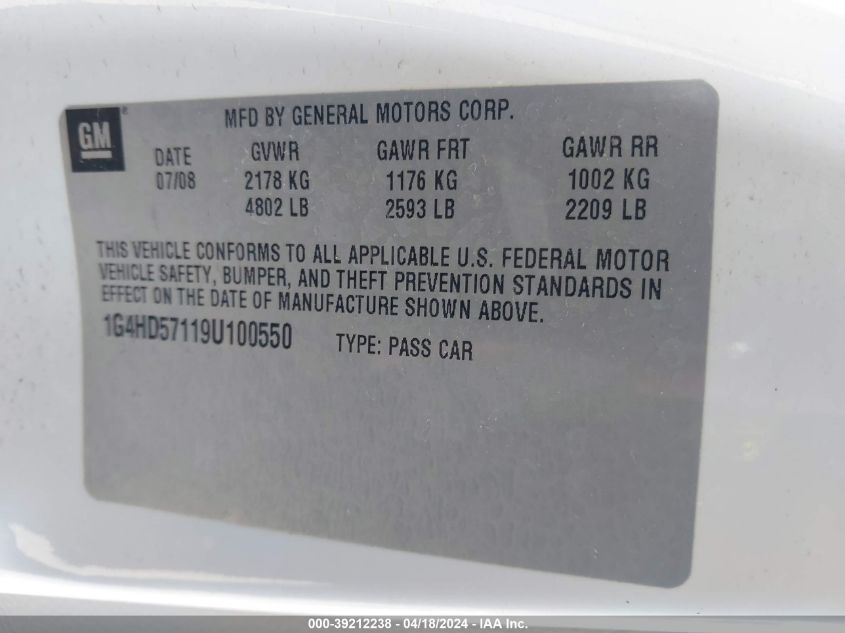 GM
MFD BY GENERAL MOTORS CORP.
DATE GVWR GAWR FRT GAWR RR
07/08 2178 KG 1176 KG 1002 KG
4802 LB 2593 LB 2209 LB
THIS VEHICLE CONFORMS TO ALL APPLICABLE U.S. FEDERAL MOTOR
VEHICLE SAFETY, BUMPER, AND THEFT PREVENTION STANDARDS IN
EFFECT ON THE DATE OF MANUFACTURE SHOWN ABOVE.
1G4HD57119U100550 TYPE: PASS CAR
000-39212238 - 04/18/2024 - IAA Inc.